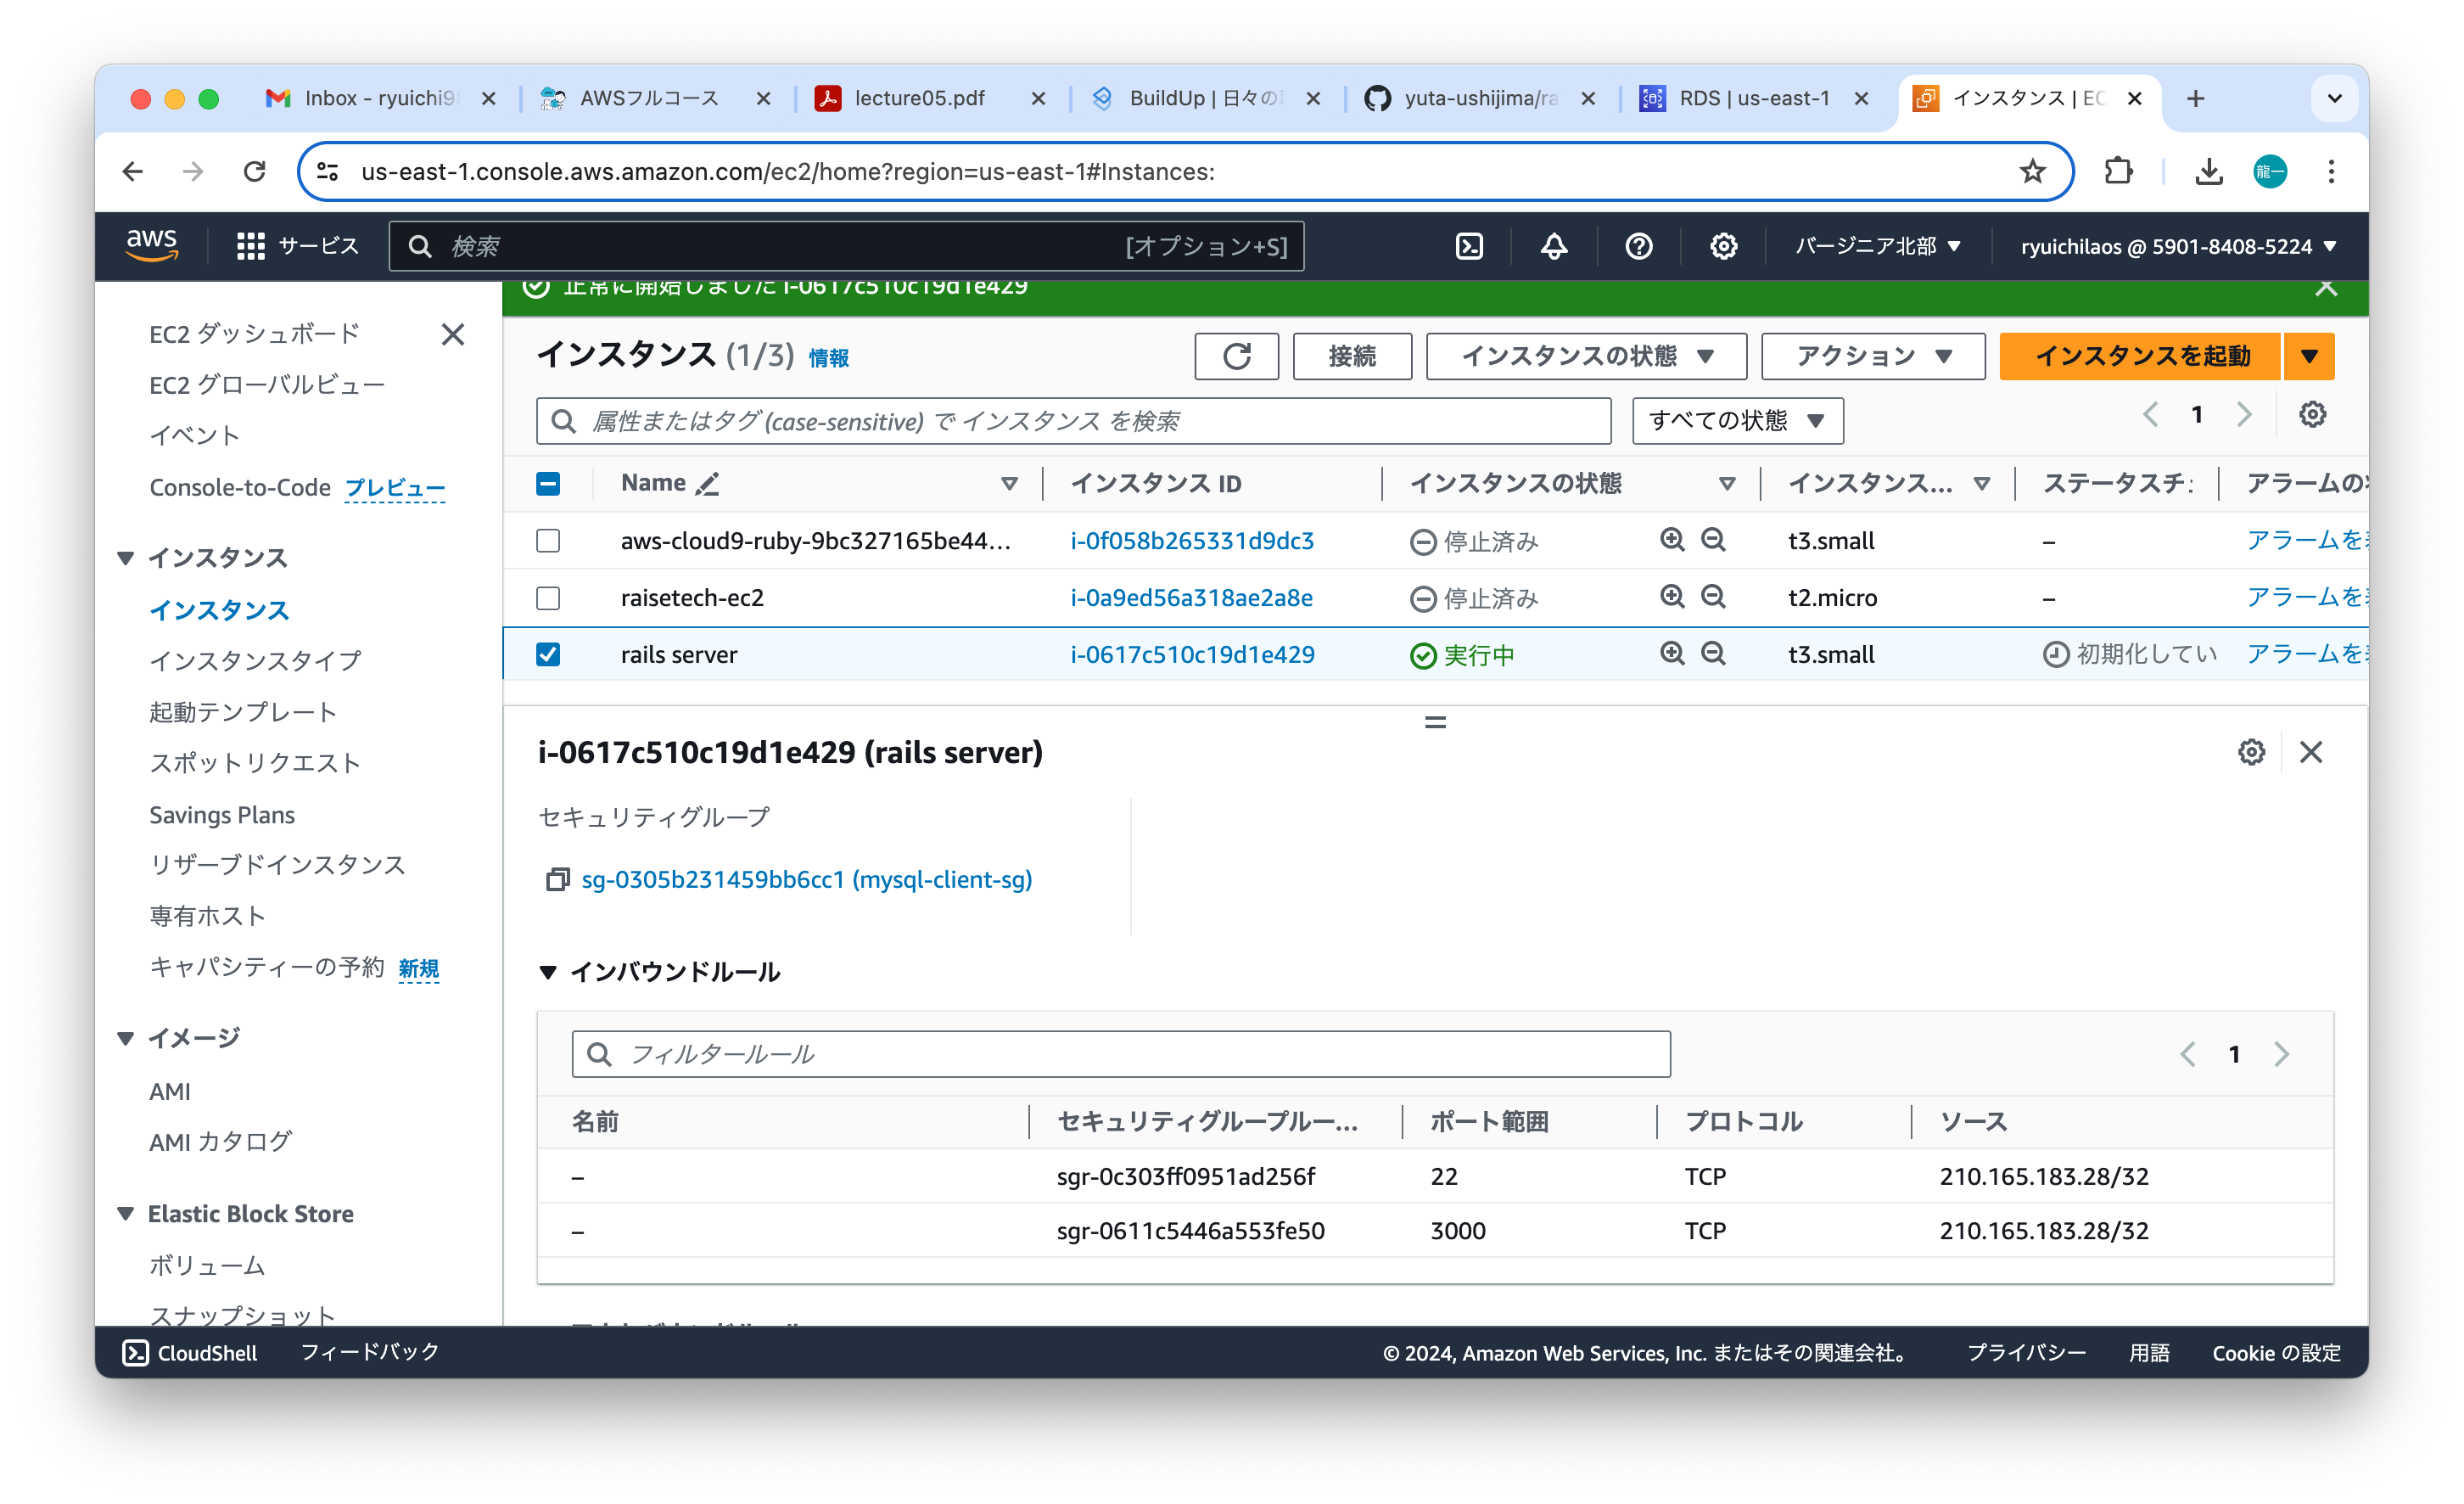 Inbox - ryuichi9
AWSフルコース
lecture05.pdf
BuildUp | 日々の
yuta-ushijima/ra
RDS | us-east-1
インスタンス | EC
us-east-1.console.aws.amazon.com/ec2/home?region=us-east-1#Instances:
龍一
aws
サービス
検索
[オプション+S]
バージニア北部
ryuichilaos @ 5901-8408-5224
正常に開始しました i-0617c510c19d1e429
EC2 ダッシュボード
EC2 グローバルビュー
イベント
Console-to-Code プレビュー
インスタンス
インスタンス
インスタンスタイプ
起動テンプレート
スポットリクエスト
Savings Plans
リザーブドインスタンス
専有ホスト
キャパシティーの予約 新規
イメージ
AMI
AMI カタログ
Elastic Block Store
ボリューム
スナップショット
インスタンス (1/3) 情報
接続
インスタンスの状態
アクション
インスタンスを起動
属性またはタグ (case-sensitive) で インスタンス を検索
すべての状態
1
Name インスタンス ID インスタンスの状態 インスタンス... ステータスチ アラームの
aws-cloud9-ruby-9bc327165be44... i-0f058b265331d9dc3 停止済み t3.small – アラームを
raisetech-ec2 i-0a9ed56a318ae2a8e 停止済み t2.micro – アラームを
rails server i-0617c510c19d1e429 実行中 t3.small 初期化してい アラームを
i-0617c510c19d1e429 (rails server)
セキュリティグループ
sg-0305b231459bb6cc1 (mysql-client-sg)
インバウンドルール
フィルタールール
1
名前 セキュリティグループルー... ポート範囲 プロトコル ソース
– sgr-0c303ff0951ad256f 22 TCP 210.165.183.28/32
– sgr-0611c5446a553fe50 3000 TCP 210.165.183.28/32
CloudShell
フィードバック
© 2024, Amazon Web Services, Inc. またはその関連会社。
プライバシー
用語
Cookie の設定